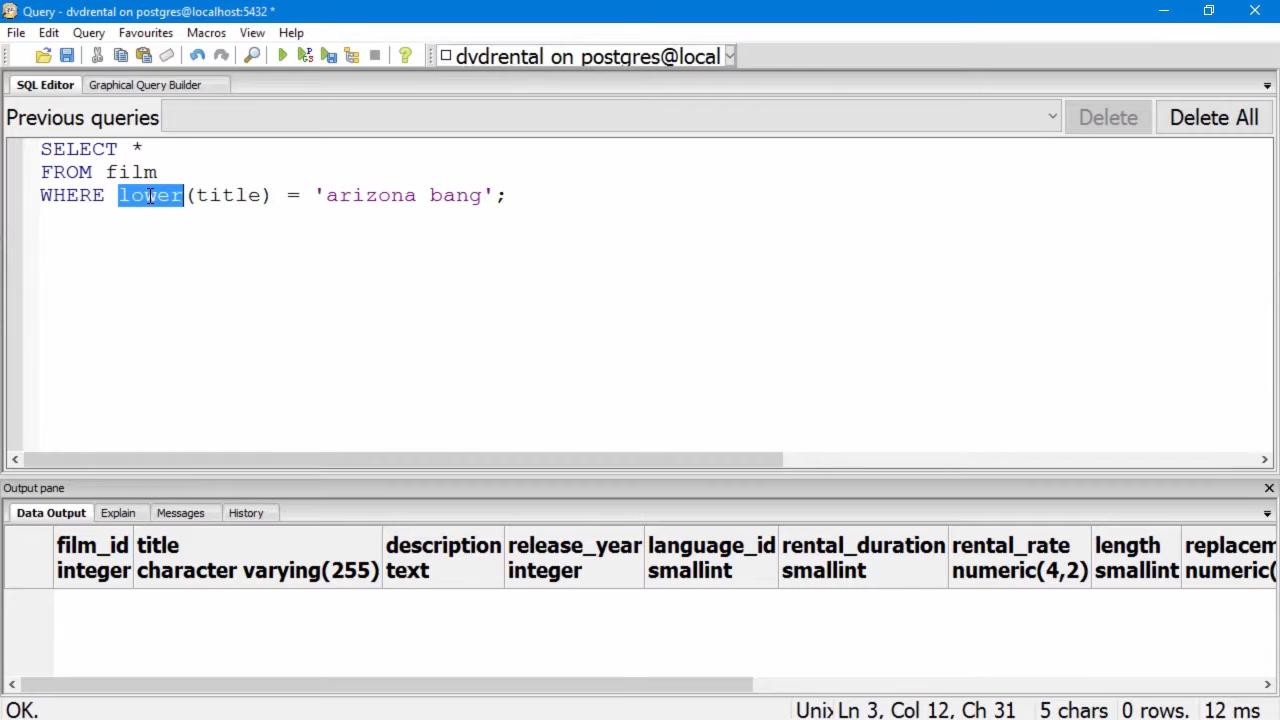 Query - dvdrental on postgres@localhost:5432 *
File Edit Query Favourites Macros View Help
dvdrental on postgres@local
SQL Editor Graphical Query Builder
Previous queries Delete Delete All
SELECT *
FROM film
WHERE lower(title) = 'arizona bang';
Output pane
Data Output Explain Messages History
film_id title description release_year language_id rental_duration rental_rate length replacem
integer character varying(255) text integer smallint smallint numeric(4,2) smallint numeric(
OK. Unix Ln 3, Col 12, Ch 31 5 chars 0 rows. 12 ms